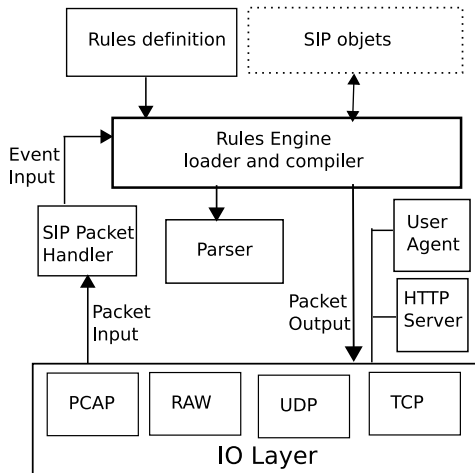 Rules definition
SIP objets
Rules Engine
loader and compiler
Event
Input
SIP Packet
Handler
Parser
User
Agent
HTTP
Server
Packet
Input
Packet
Output
PCAP
RAW
UDP
TCP
IO Layer